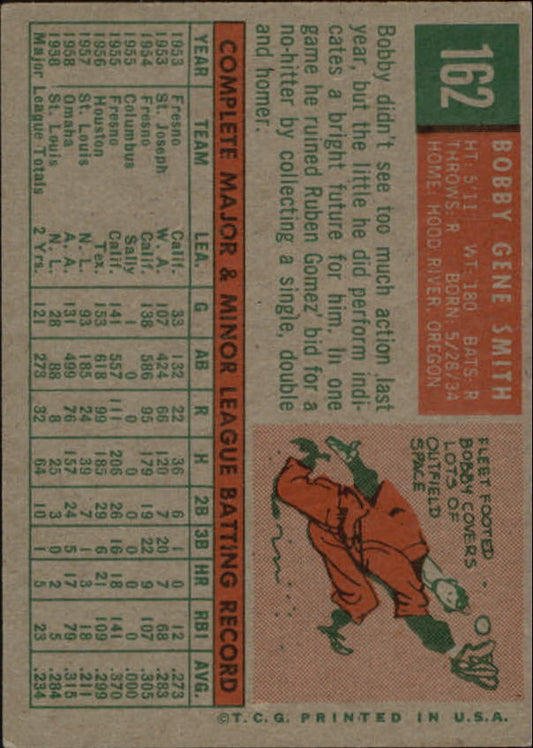 162
BOBBY GENE SMITH
HT: 5'11 WT: 180 BATS: R
THROWS: R BORN 5/28/34
HOME: HOOD RIVER, OREGON
Bobby didn't see too much action last
year, but the little he did perform indi-
cates a bright future for him. In one
game he ruined Ruben Gomez' bid for a
no-hitter by collecting a single, double
and homer.
FLEET FOOTED -
BOBBY COVERS
LOTS OF
OUTFIELD
SPACE
COMPLETE MAJOR & MINOR LEAGUE BATTING RECORD
YEAR TEAM LEA. G AB R H 2B 3B HR RBI AVG.
1953 Fresno Calif. 33 132 22 36 6 1 0 12 .273
1953 St. Joseph W. A. 107 424 66 120 7 20 7 68 .283
1954 Fresno Calif. 138 586 95 179 19 22 9 107 .305
1955 Columbus Sally 1 0 0 0 0 0 0 0 .000
1955 Fresno Calif. 141 557 111 206 26 16 18 141 .370
1956 Houston Tex. 153 618 99 185 29 6 21 109 .299
1957 St. Louis N. L. 93 185 24 39 7 1 3 18 .211
1958 Omaha A. A. 131 499 76 157 24 5 17 79 .315
1958 St. Louis N. L. 28 88 8 25 3 0 2 5 .284
Major League Totals 2 Yrs. 121 273 32 64 10 1 5 23 .234
©T.C.G. PRINTED IN U.S.A.